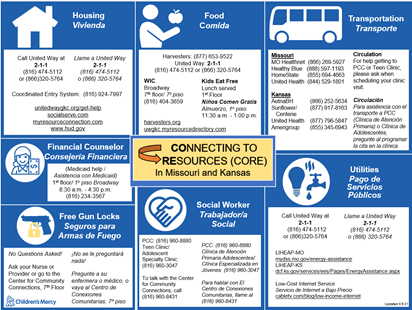 Housing
Vivienda
Call United Way at
2-1-1
(816) 474-5112
or (866)320-5764
Llame a United Way
2-1-1
(816) 474-5112
o (866) 320-5764
Coordinated Entry System: (816) 924-7997
unitedwaygkc.org/get-help
socialserve.com
myresourceconnection.com
www.hud.gov
Food
Comida
Harvesters: (877) 653-9522
United Way: 2-1-1
(816) 474-5112 or (866) 320-5764
WIC
Broadway
7th floor/ 7º piso
(816) 404-3659
Kids Eat Free
Lunch served
1st Floor
Niños Comen Gratis
Almuerzo, 1º piso
11:30 a.m. - 1:00 p.m.
harvesters.org
uwgkc.myresourcedirectory.com
Transportation
Transporte
Missouri
MO Healthnet (866) 269-5927
Healthy Blue (888) 597-1193
HomeState (855) 694-4663
United Health (844) 529-1801
Kansas
AetnaBH (866) 252-5634
Sunflower/ (877) 917-8163
Centene
United Health (877) 796-5847
Amerigroup (855) 345-6943
Circulation
For help getting to
PCC or Teen Clinic,
please ask when
scheduling your clinic
visit.
Circulación
Para asistencia con el
transporte a PCC
(Clínica de Atención
Primaria) o Clínica de
Adolescentes,
pregunte al programar
la cita en la clínica
Financial Counselor
Consejería Financiera
(Medicaid help /
Asistencia con Medicaid)
1st floor/ 1º piso Broadway
8:30 a.m. - 4:30 p.m.
(816) 234-3567
CONNECTING TO
RESOURCES (CORE)
In Missouri and Kansas
Free Gun Locks
Seguros para
Armas de Fuego
No Questions Asked!
Ask your Nurse or
Provider or go to the
Center for Community
Connections, 7th Floor
¡No se le preguntará
nada!
Pregunte a su
enfermera o médico, o
vaya al Centro de
Conexiones
Comunitarias, 7º piso
Children's Mercy
Social Worker
Trabajador/a
Social
PCC: (816) 960-8880
Teen Clinic/
Adolescent
Specialty Clinic:
(816) 960-3047
To talk with the Center
for Community
Connections, call
(816) 960-8431
PCC: (816) 960-8880
Clínica de Atención
Primaria Adolescentes/
Clínica Especializada en
Jóvenes: (816) 960-3047
Para hablar con El
Centro de Conexiones
Comunitarias, llame al
(816) 960-8431
Utilities
Pago de
Servicios
Públicos
Call United Way at
2-1-1
(816) 474-5112
or (866)320-5764
Llame a United Way
2-1-1
(816) 474-5112
o (866) 320-5764
LIHEAP-MO
mydss.mo.gov/energy-assistance
LIHEAP-KS
dcf.ks.gov/services/ees/Pages/EnergyAssistance.aspx
Low-Cost Internet Service
Servicio de Internet a Bajo Precio
cabletv.com/blog/low-income-internet